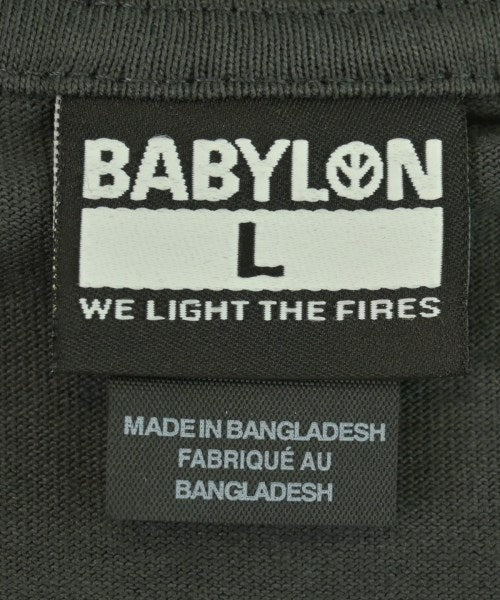 BABYLON
L
WE LIGHT THE FIRES
MADE IN BANGLADESH
FABRIQUÉ AU
BANGLADESH